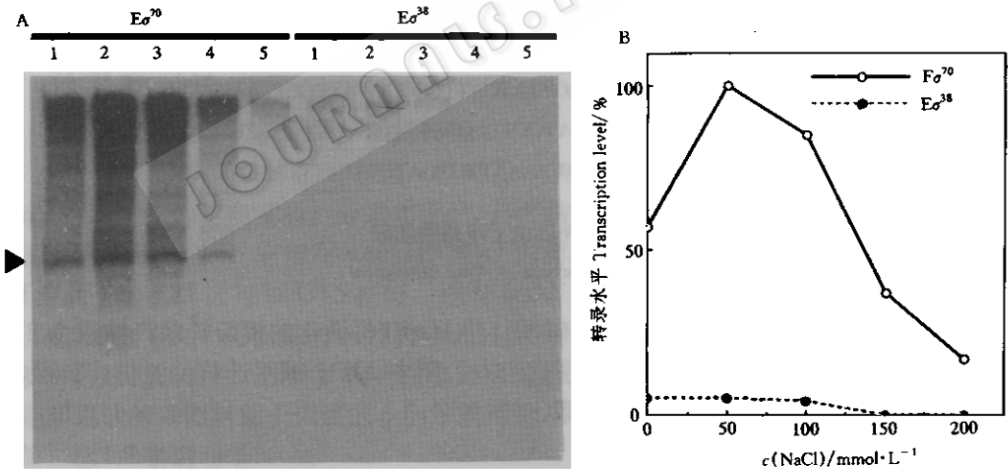 A
Eσ⁷⁰ Eσ³⁸
1 2 3 4 5 1 2 3 4 5
JOURNALS.
B
Fσ⁷⁰
Eσ³⁸
转录水平 Transcription level/%
100
50
0
0 50 100 150 200
c(NaCl)/mmol·L⁻¹